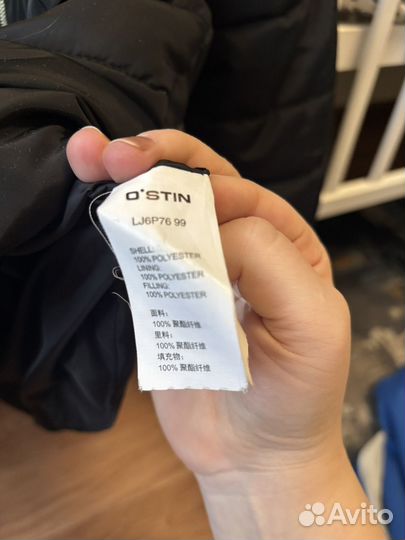 O'STIN
LJ6P76 99
SHELL:
100% POLYESTER
LINING:
100% POLYESTER
FILLING:
100% POLYESTER
面料:
100% 聚酯纤维
里料:
100% 聚酯纤维
填充物:
100% 聚酯纤维
Avito